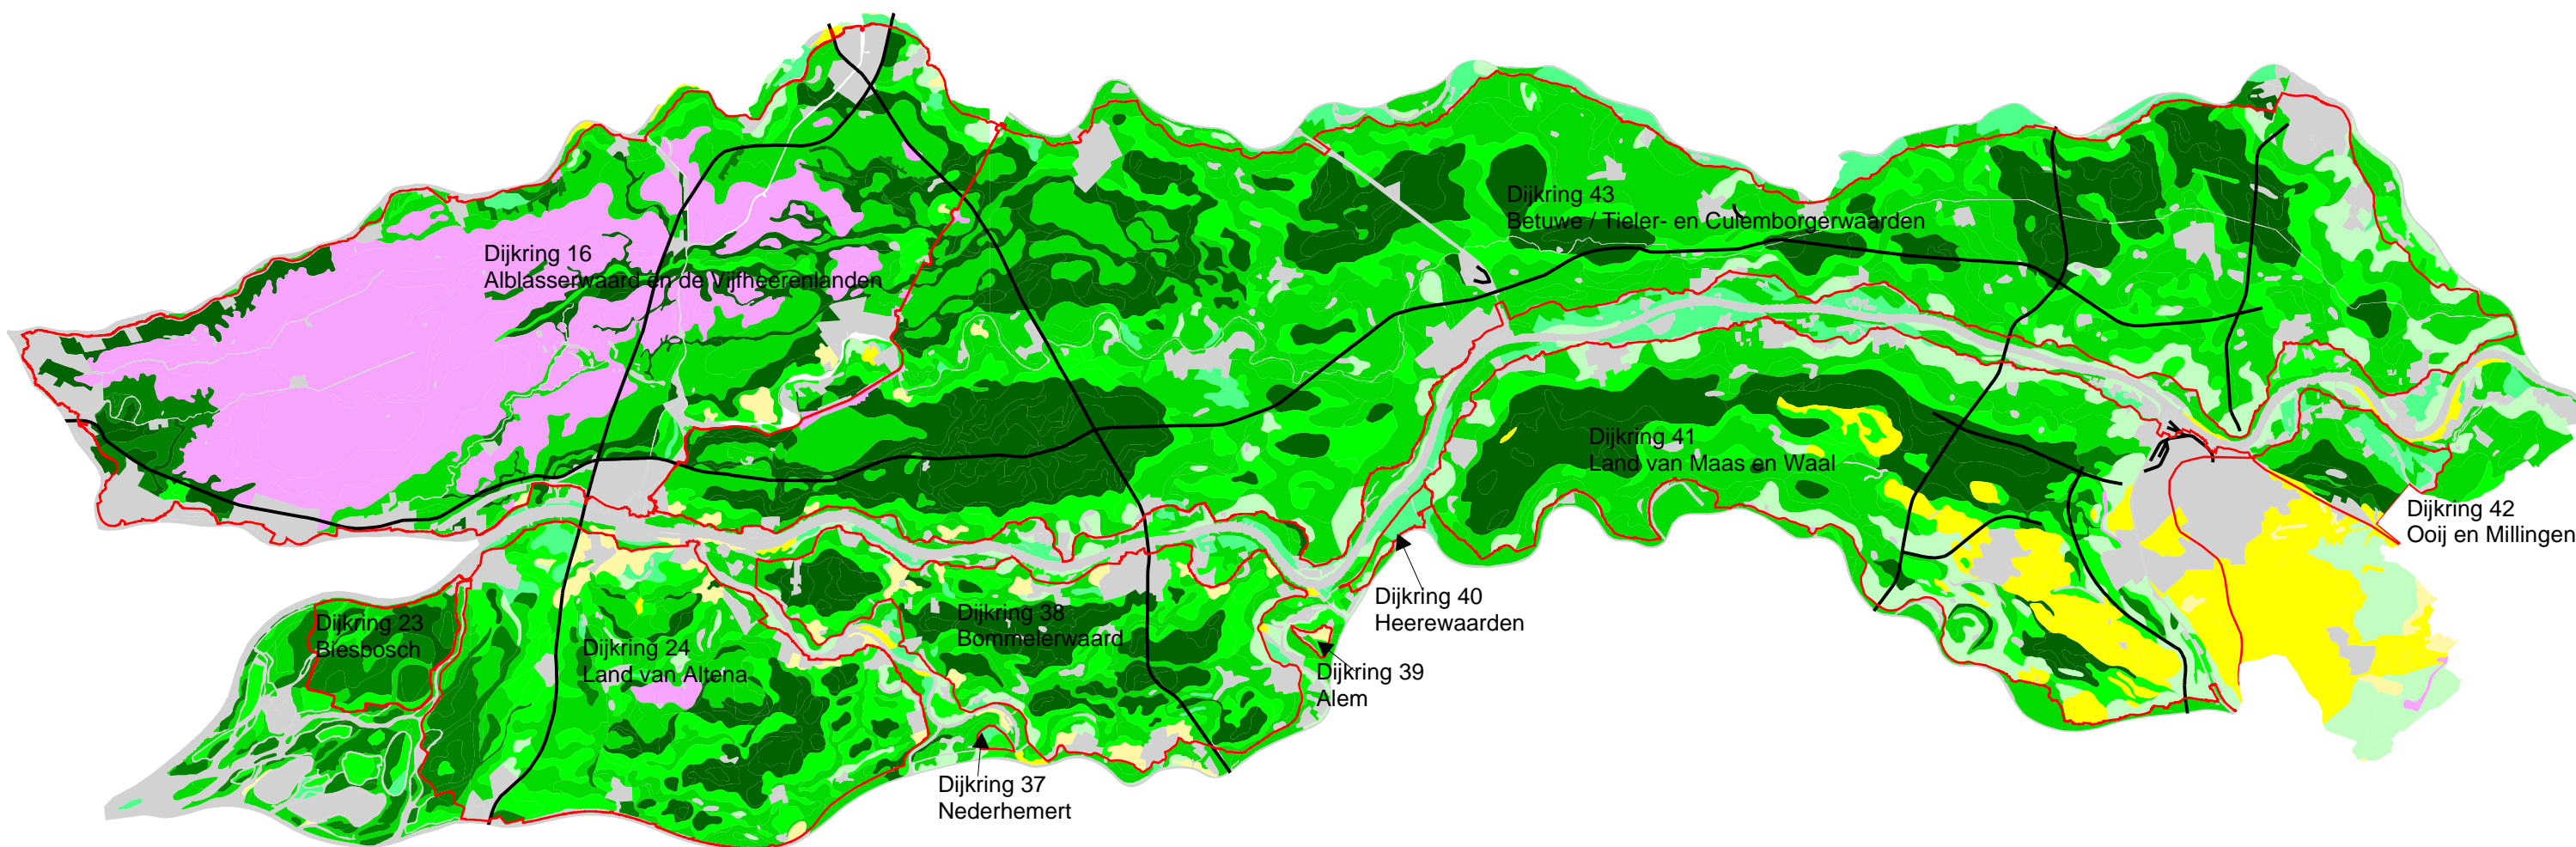 Dijkring 16
Alblasserwaard en de Vijfheerenlanden
Dijkring 43
Betuwe / Tieler- en Culemborgerwaarden
Dijkring 41
Land van Maas en Waal
Dijkring 42
Ooij en Millingen
Dijkring 40
Heerewaarden
Dijkring 23
Biesbosch
Dijkring 24
Land van Altena
Dijkring 38
Bommelerwaard
Dijkring 39
Alem
Dijkring 37
Nederhemert